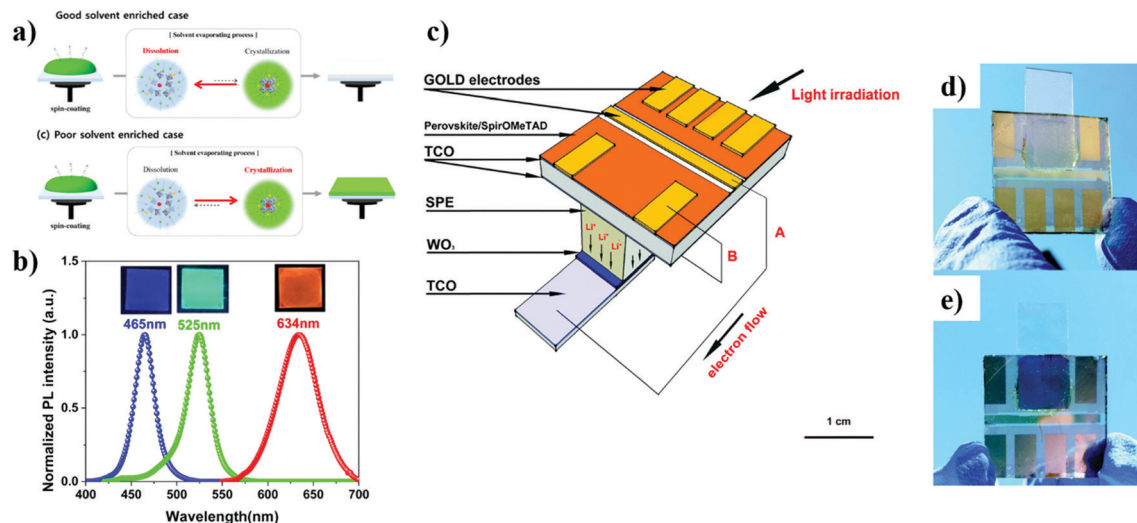 a)
Good solvent enriched case
[ Solvent evaporating process ]
Dissolution
Crystallization
spin-coating
(c) Poor solvent enriched case
[ Solvent evaporating process ]
Dissolution
Crystallization
spin-coating
b)
Normalized PL intensity (a.u.)
1.5
1.0
0.5
0.0
465nm
525nm
634nm
400
450
500
550
600
650
700
Wavelength(nm)
c)
GOLD electrodes
Light irradiation
Perovskite/SpirOMeTAD
TCO
SPE
Li⁺
Li⁺
Li⁺
Li⁺
WO₃
TCO
A
B
electron flow
1 cm
d)
e)